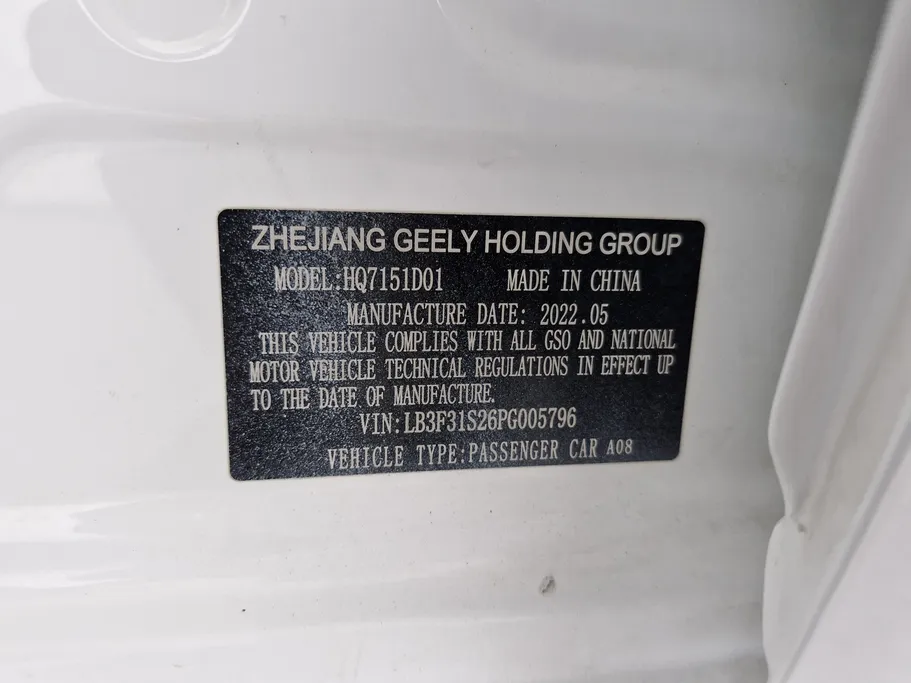 ZHEJIANG GEELY HOLDING GROUP
MODEL:HQ7151D01 MADE IN CHINA
MANUFACTURE DATE: 2022.05
THIS VEHICLE COMPLIES WITH ALL GSO AND NATIONAL
MOTOR VEHICLE TECHNICAL REGULATIONS IN EFFECT UP
TO THE DATE OF MANUFACTURE.
VIN:LB3F31S26PG005796
VEHICLE TYPE:PASSENGER CAR A08